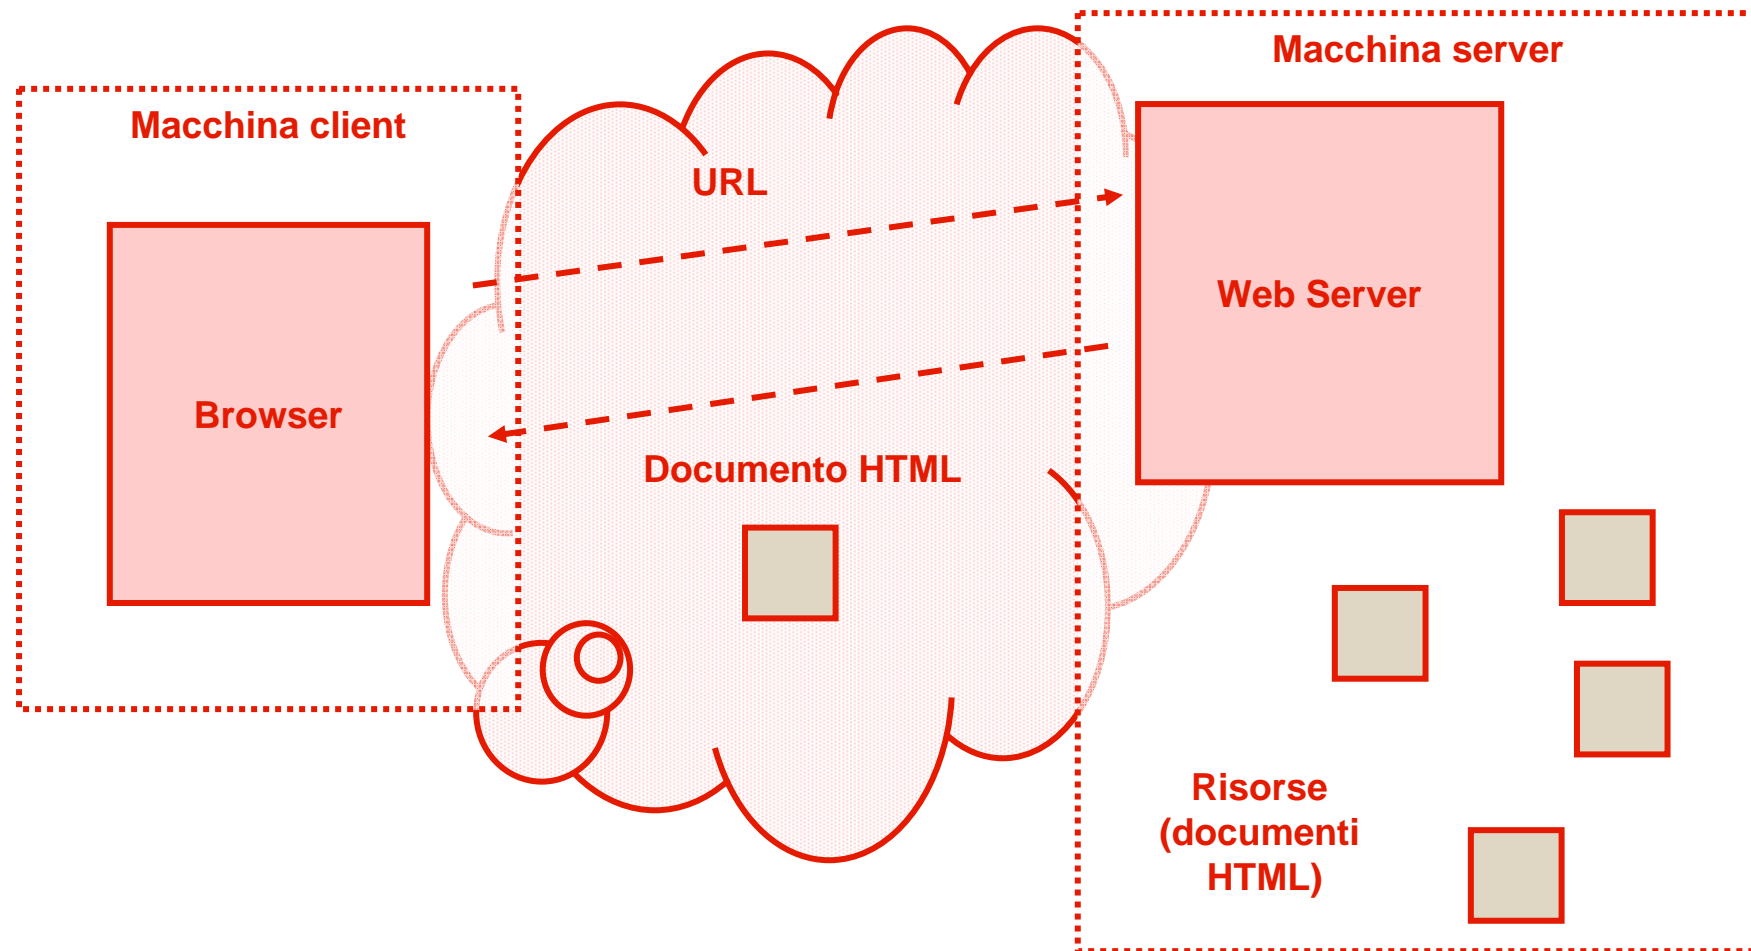 Macchina server
Macchina client
URL
Web Server
Browser
Documento HTML
Risorse
(documenti
HTML)